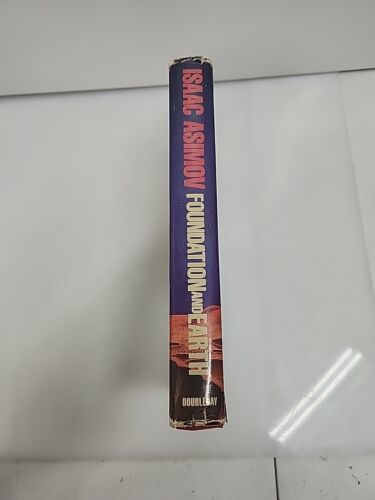 ISAAC ASIMOV FOUNDATION AND EARTH
DOUBLEDAY